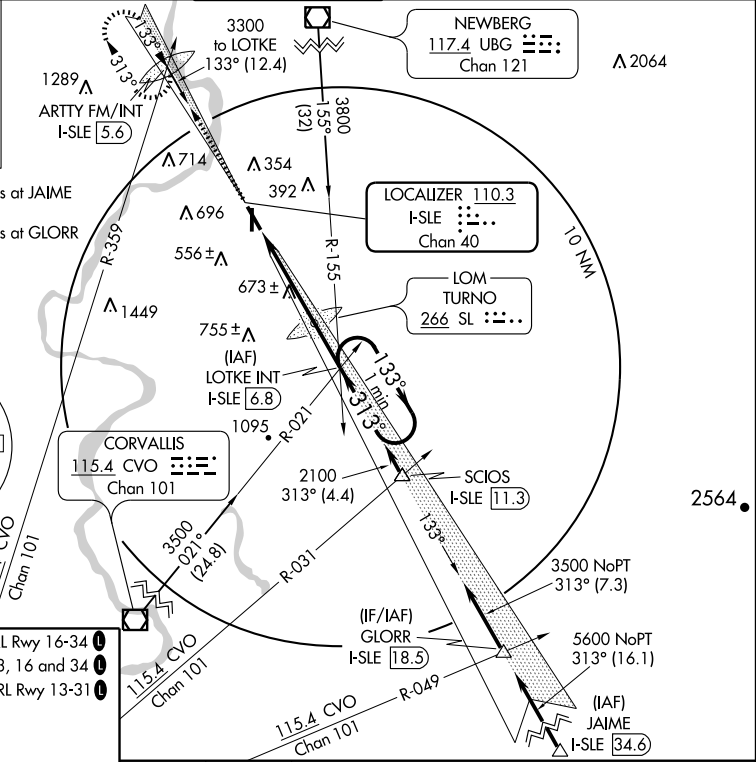 3300
to LOTKE
133° (12.4)
NEWBERG
117.4 UBG
Chan 121
2064
133°
313°
1289
ARTTY FM/INT
I-SLE 5.6
3800
155°
(32)
714
354
392
s at JAIME
696
LOCALIZER 110.3
I-SLE
Chan 40
s at GLORR
R-359
R-155
10 NM
556 ±
673 ±
LOM
TURNO
266 SL
1449
755 ±
(IAF)
LOTKE INT
I-SLE 6.8
133°
1 min
313°
1095
R-021
CORVALLIS
115.4 CVO
Chan 101
2100
313° (4.4)
SCIOS
I-SLE 11.3
2564
3500
021°
(24.8)
R-031
133°
CVO
Chan 101
3500 NoPT
313° (7.3)
(IF/IAF)
GLORR
I-SLE 18.5
5600 NoPT
313° (16.1)
L Rwy 16-34 L
3, 16 and 34 L
RL Rwy 13-31 L
115.4 CVO
Chan 101
R-049
115.4 CVO
Chan 101
(IAF)
JAIME
I-SLE 34.6